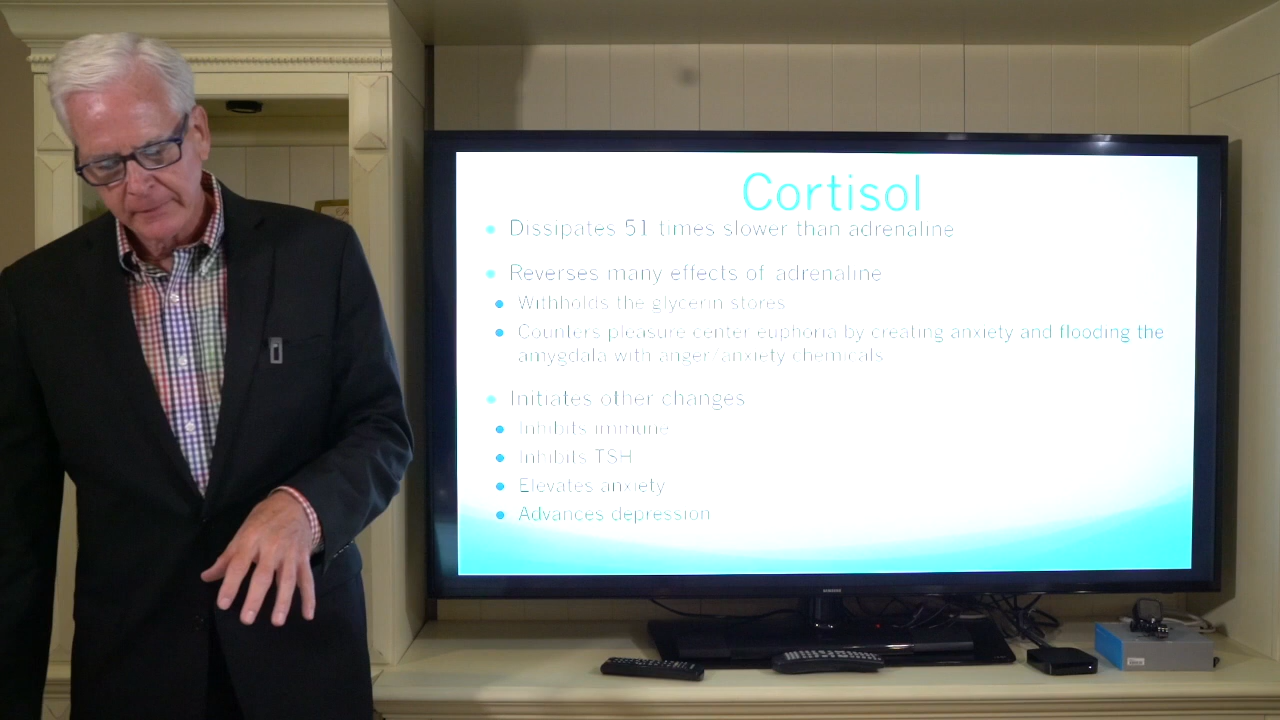 Cortisol
Dissipates 51 times slower than adrenaline
Reverses many effects of adrenaline
Withholds the glycerin stores
Counters pleasure center euphoria by creating anxiety and flooding the
amygdala with anger/anxiety chemicals
Initiates other changes
Inhibits immune
Inhibits TSH
Elevates anxiety
Advances depression
SAMSUNG